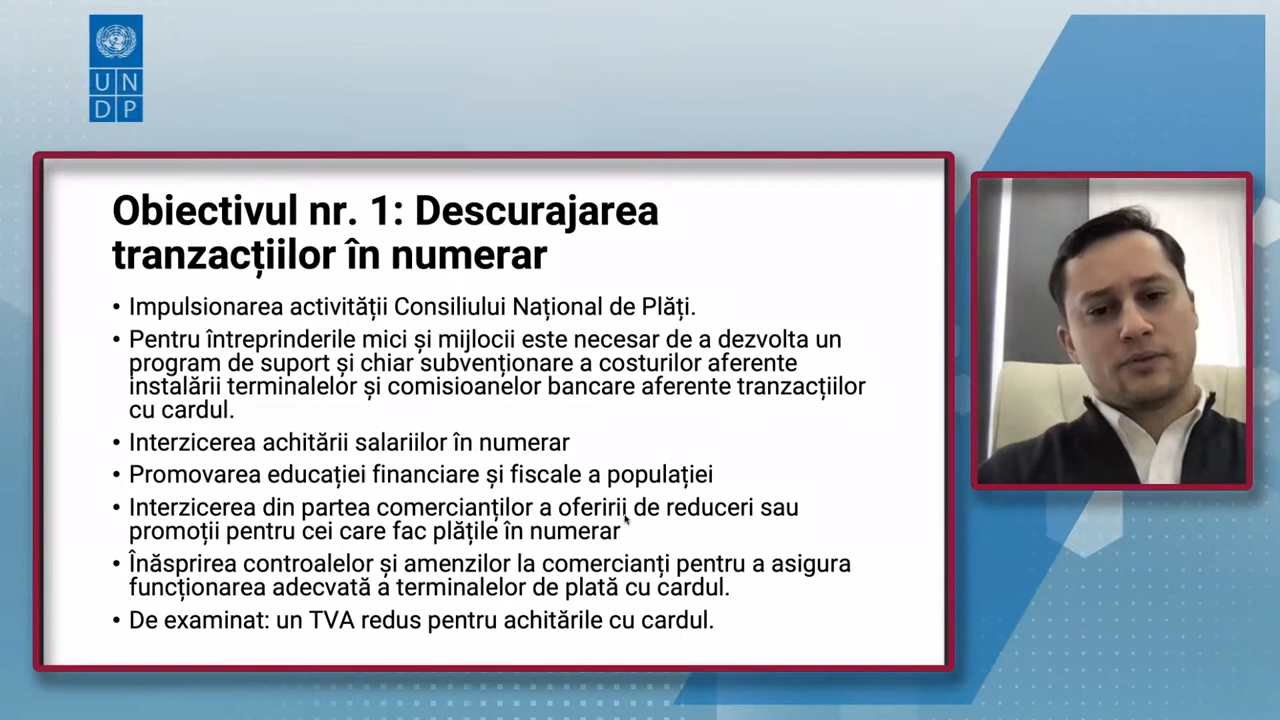 UN
DP
Obiectivul nr. 1: Descurajarea
tranzacțiilor în numerar
• Impulsionarea activității Consiliului Național de Plăți.
• Pentru întreprinderile mici și mijlocii este necesar de a dezvolta un
program de suport și chiar subvenționare a costurilor aferente
instalării terminalelor și comisioanelor bancare aferente tranzacțiilor
cu cardul.
• Interzicerea achitării salariilor în numerar
• Promovarea educației financiare și fiscale a populației
• Interzicerea din partea comercianților a oferirii de reduceri sau
promoții pentru cei care fac plățile în numerar
• Înăsprirea controalelor și amenzilor la comercianți pentru a asigura
funcționarea adecvată a terminalelor de plată cu cardul.
• De examinat: un TVA redus pentru achitările cu cardul.